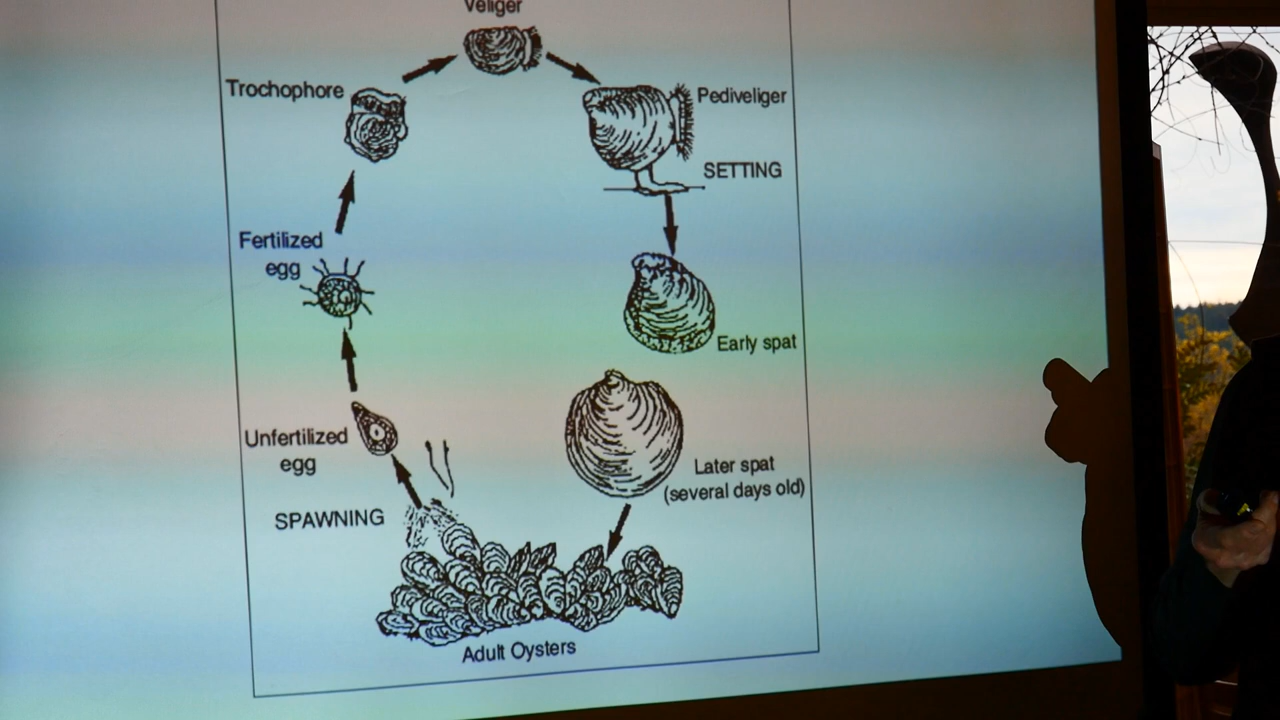 Veliger
Trochophore
Pediveliger
SETTING
Fertilized
egg
Early spat
Unfertilized
egg
Later spat
(several days old)
SPAWNING
Adult Oysters